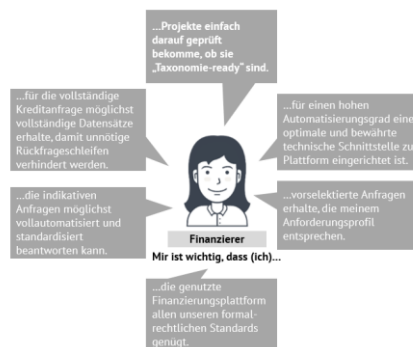 ...Projekte einfach
darauf geprüft
bekomme, ob sie
„Taxonomie-ready“ sind.
...für die vollständige
Kreditanfrage möglichst
vollständige Datensätze
erhalte, damit unnötige
Rückfrageschleifen
verhindert werden.
...für einen hohen
Automatisierungsgrad eine
optimale und bewährte
technische Schnittstelle zu
Plattform eingerichtet ist.
...die indikativen
Anfragen möglichst
vollautomatisiert und
standardisiert
beantworten kann.
...vorselektierte Anfragen
erhalte, die meinem
Anforderungsprofil
entsprechen.
Finanzierer
Mir ist wichtig, dass (ich)...
...die genutzte
Finanzierungsplattform
allen unseren formal-
rechtlichen Standards
genügt.